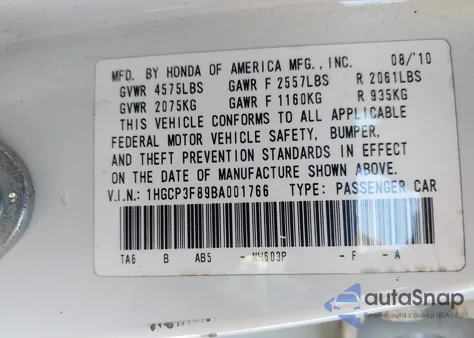 MFD. BY HONDA OF AMERICA MFG., INC. 08/'10
GVWR 4575LBS GAWR F 2557LBS R 2061LBS
GVWR 2075KG GAWR F 1160KG R 935KG
THIS VEHICLE CONFORMS TO ALL APPLICABLE
FEDERAL MOTOR VEHICLE SAFETY, BUMPER,
AND THEFT PREVENTION STANDARDS IN EFFECT
ON THE DATE OF MANUFACTURE SHOWN ABOVE.
V.I.N.: 1HGCP3F89BA001766 TYPE: PASSENGER CAR
TA6 B AB5 - NH603P - F - A
autoSnap